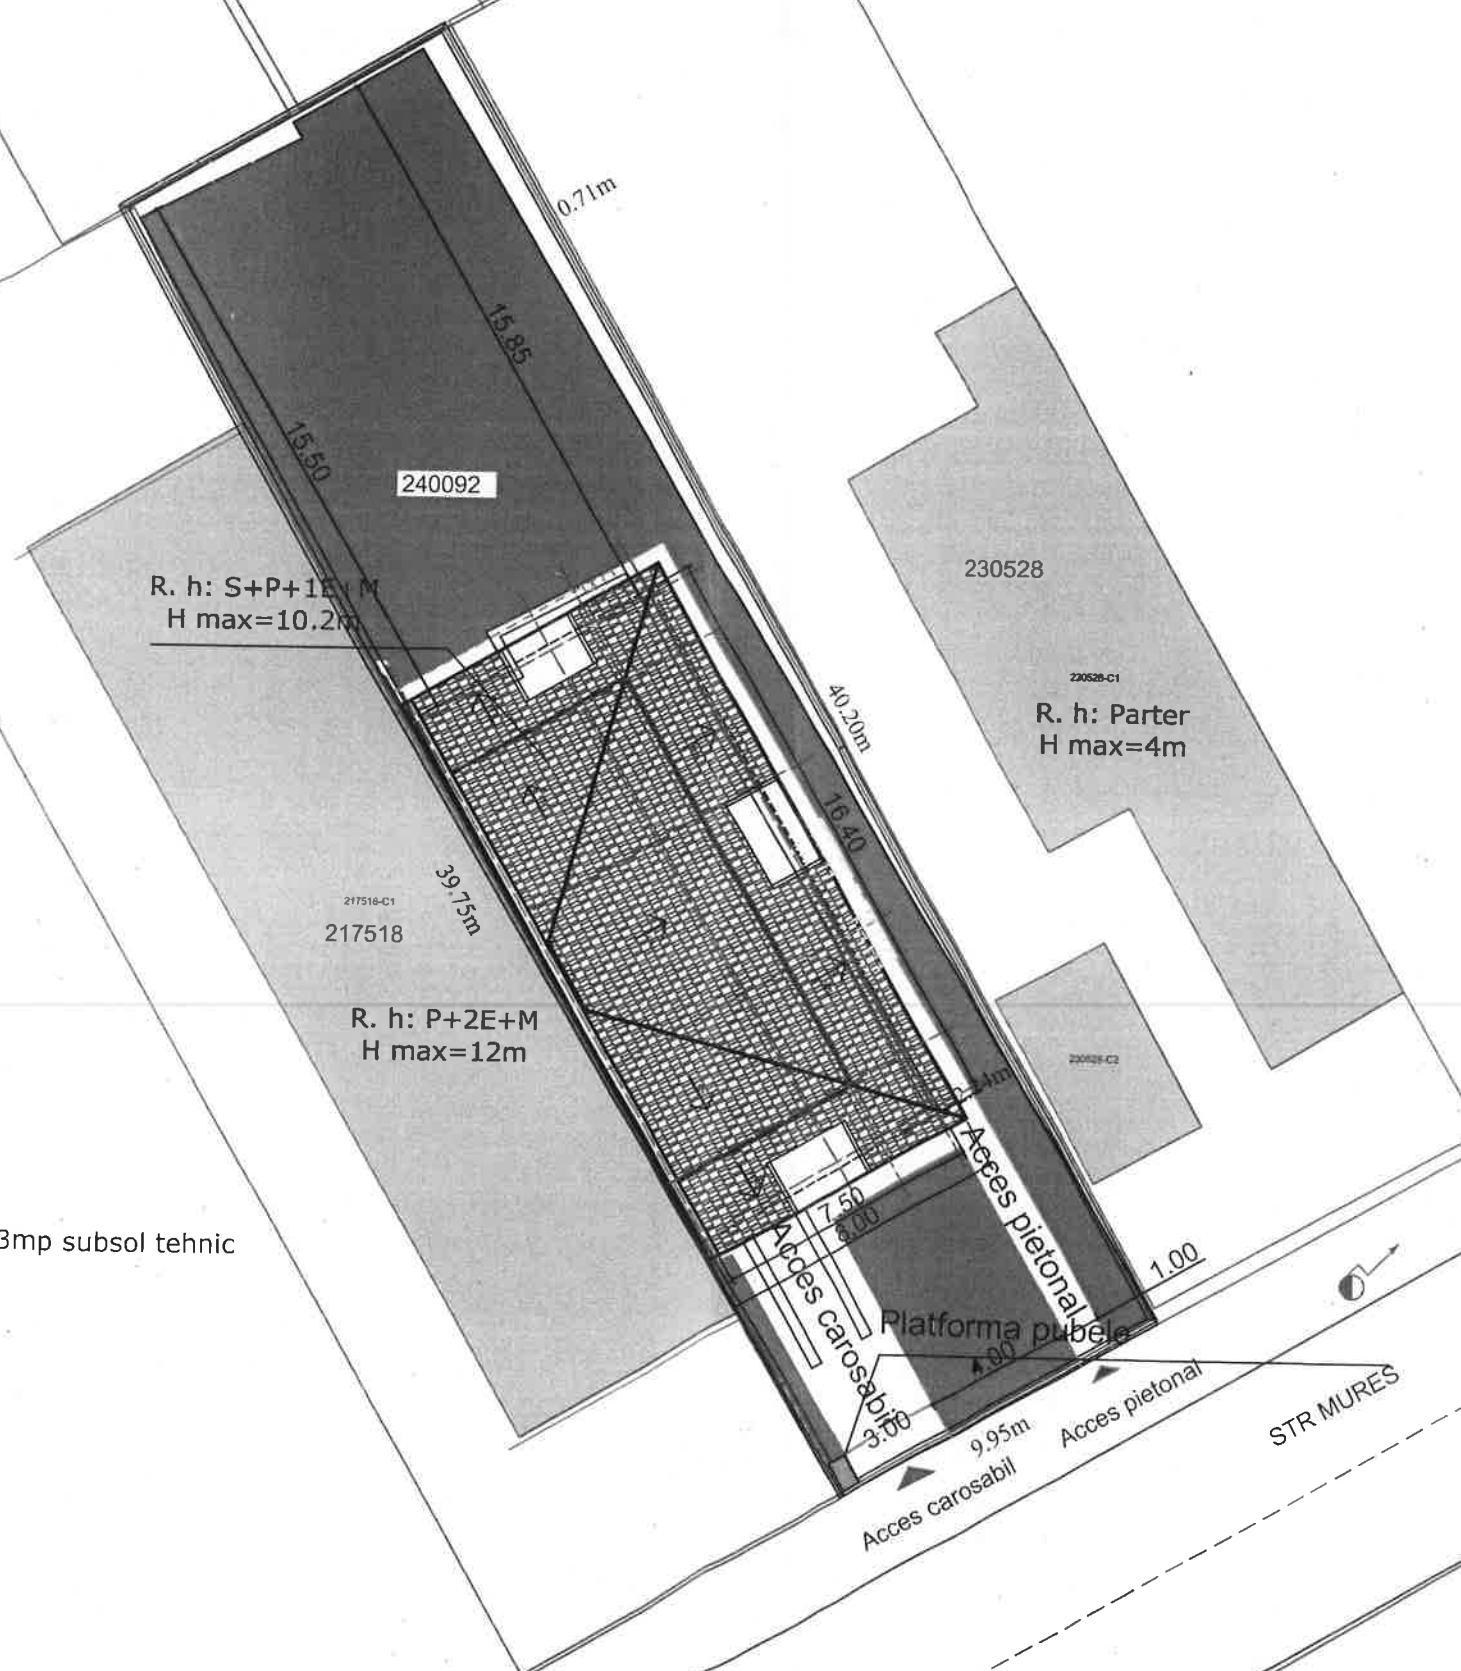 0.71m
15.85
15.50
240092
R. h: S+P+1E+M
H max=10.2m
230528
230528-C1
R. h: Parter
H max=4m
40.20m
16.40
39.75m
217518-C1
217518
R. h: P+2E+M
H max=12m
230528-C2
Acces pietonal
7.50
8.00
Acces carosabil
3mp subsol tehnic
1.00
Platforma pubele
4.00
3.00
9.95m
Acces pietonal
Acces carosabil
STR MURES